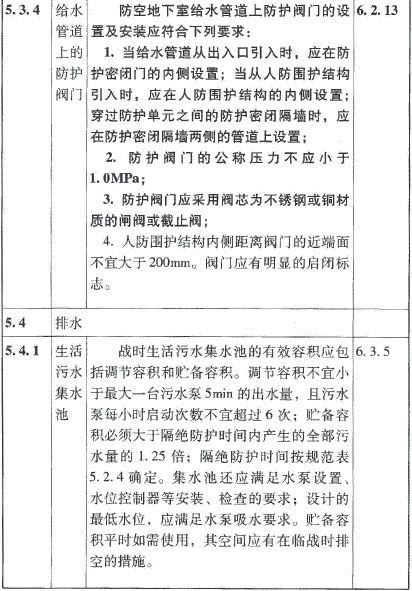 5.3.4 给水 防空地下室给水管道上防护阀门的设 6.2.13
管道 置及安装应符合下列要求：
上的 1. 当给水管道从出入口引入时，应在防
防护 护密闭门的内侧设置；当从人防围护结构
阀门 引入时，应在人防围护结构的内侧设置；
穿过防护单元之间的防护密闭隔墙时，应
在防护密闭隔墙两侧的管道上设置；
2. 防护阀门的公称压力不应小于
1.0MPa；
3. 防护阀门应采用阀芯为不锈钢或铜材
质的闸阀或截止阀；
4. 人防围护结构内侧距离阀门的近端面
不宜大于 200mm。阀门应有明显的启闭标
志。
5.4 排水
5.4.1 生活 战时生活污水集水池的有效容积应包 6.3.5
污水 括调节容积和贮备容积。调节容积不宜小
集水 于最大一台污水泵 5min 的出水量，且污水
池 泵每小时启动次数不宜超过 6 次；贮备容
积必须大于隔绝防护时间内产生的全部污
水量的 1.25 倍；隔绝防护时间按规范表
5.2.4 确定。集水池还应满足水泵设置、
水位控制器等安装、检查的要求；设计的
最低水位，应满足水泵吸水要求。贮备容
积平时如需使用，其空间应有在临战时排
空的措施。